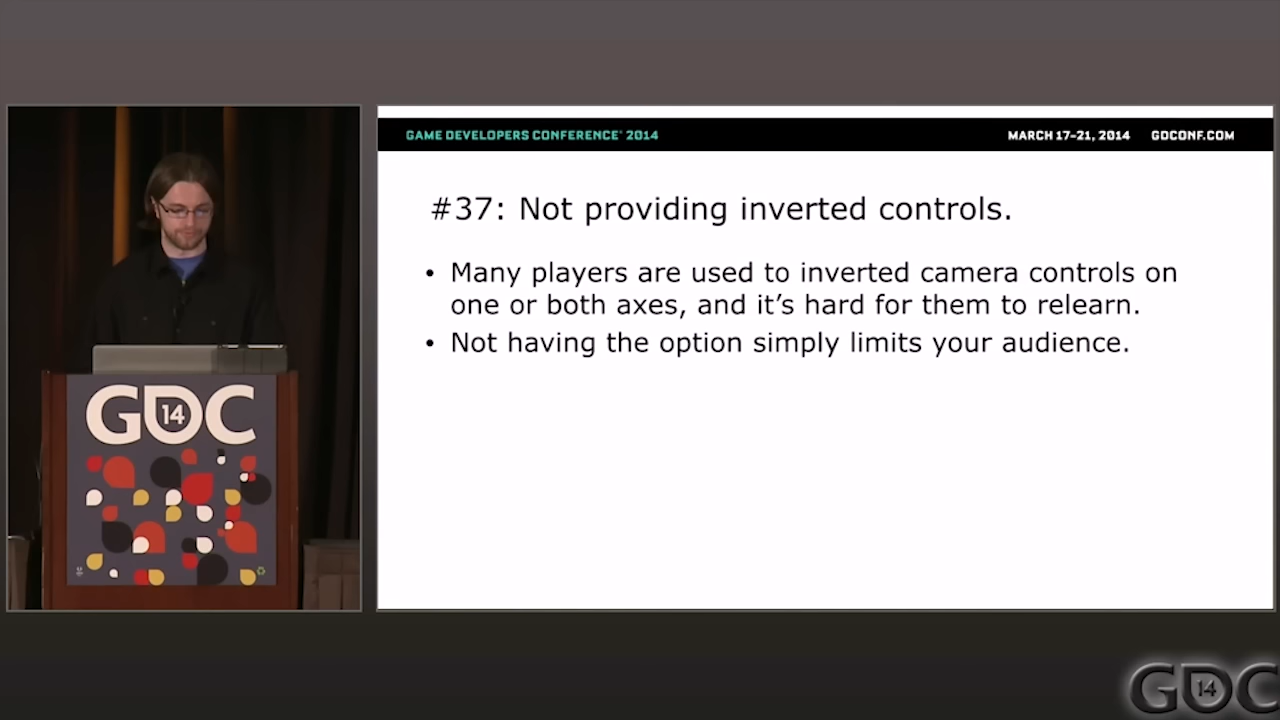 GAME DEVELOPERS CONFERENCE® 2014
MARCH 17–21, 2014 GDCONF.COM
#37: Not providing inverted controls.
• Many players are used to inverted camera controls on
one or both axes, and it’s hard for them to relearn.
• Not having the option simply limits your audience.
GDC
14
GDC
14